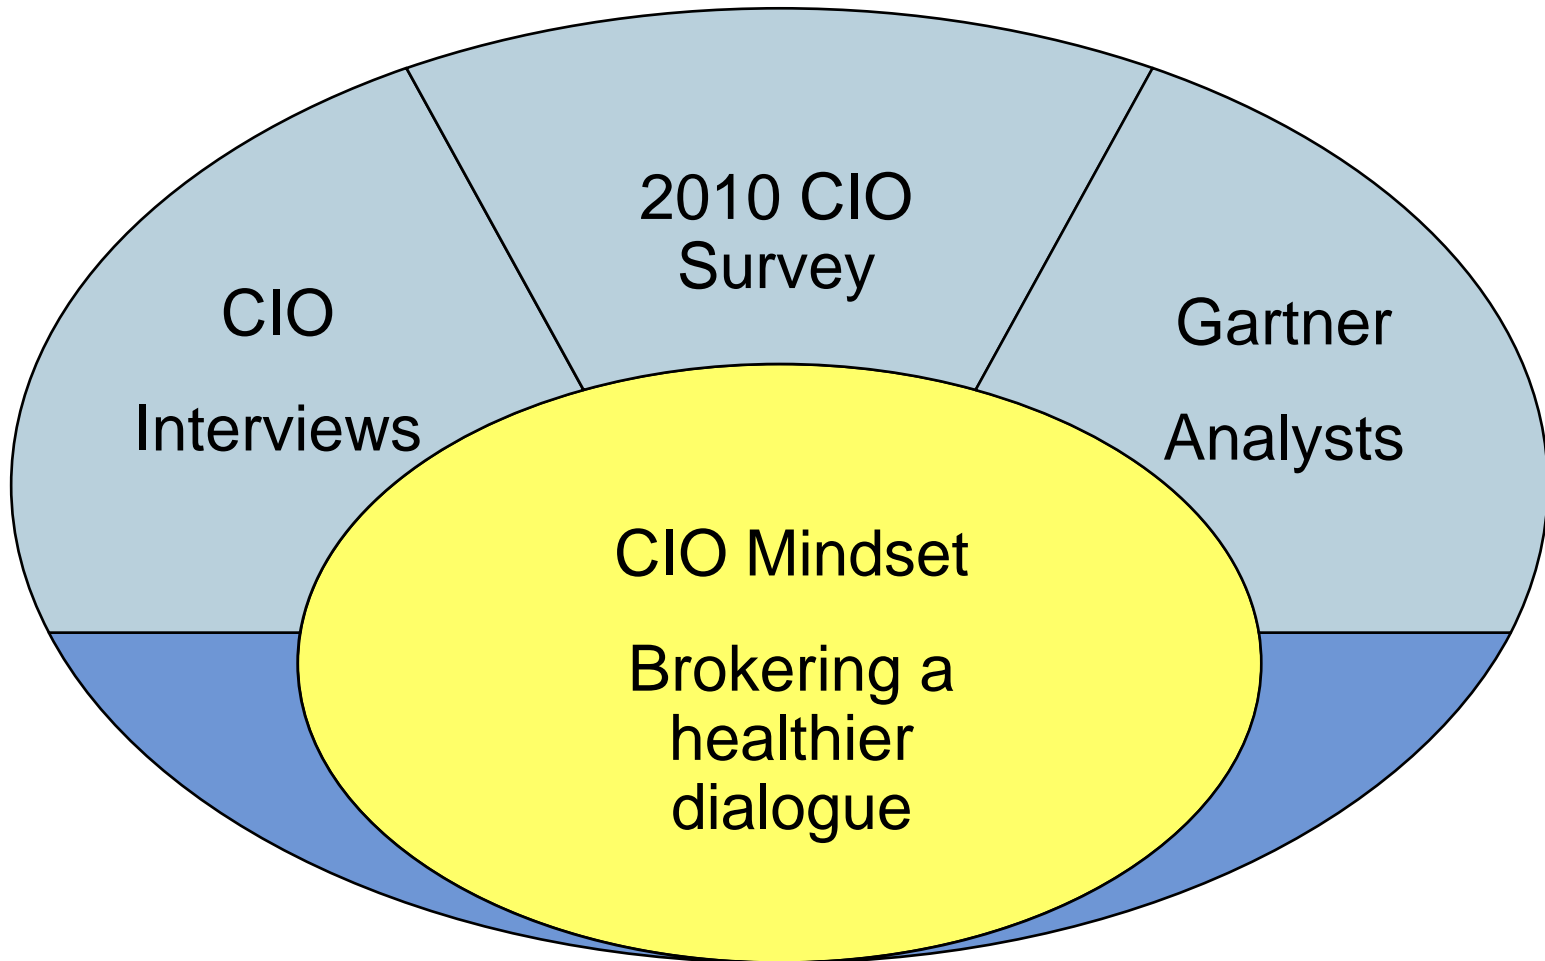 2010 CIO
Survey
CIO
Interviews
Gartner
Analysts
CIO Mindset
Brokering a
healthier
dialogue